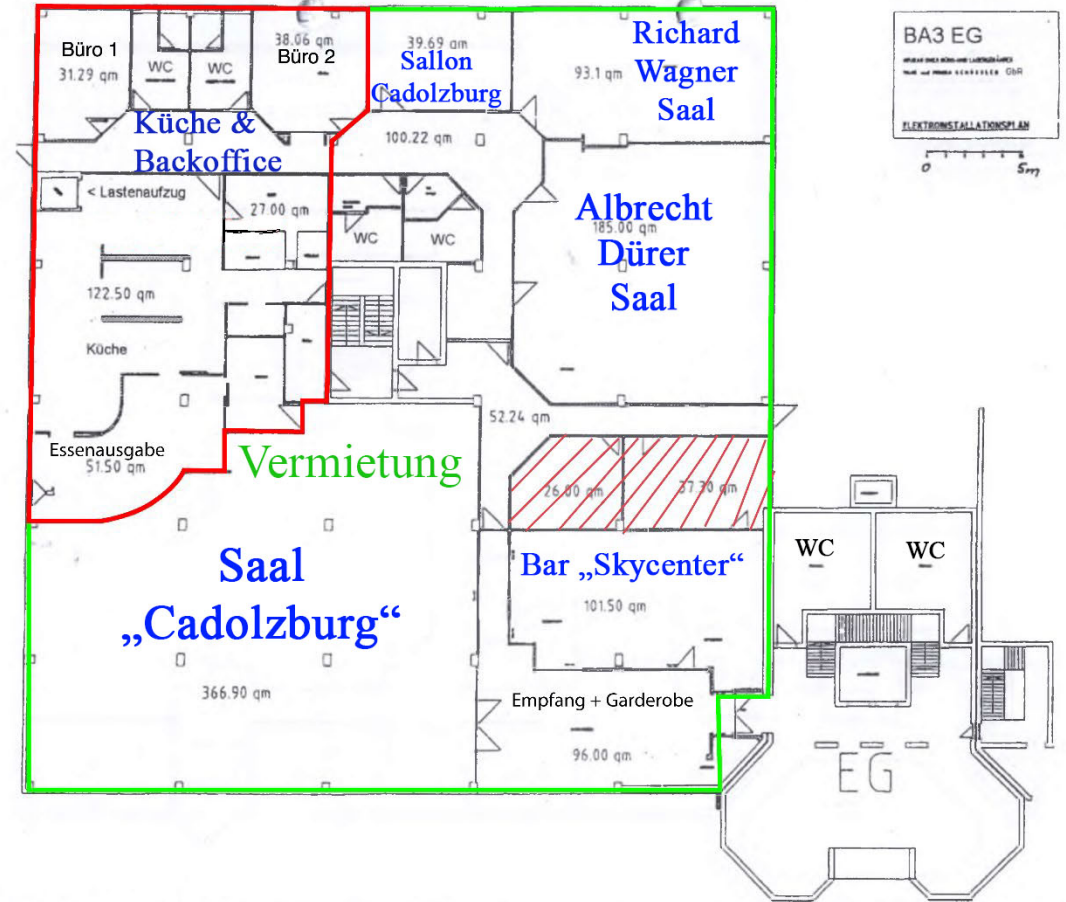 Büro 1
31.29 qm
WC
WC
38.06 qm
Büro 2
39.69 qm
Sallon
Cadolzburg
Richard
93.1 qm
Wagner
Saal
BA3 EG
GbR
ELEKTROINSTALLATIONSPLAN
0
5m
Küche &
Backoffice
100.22 qm
< Lastenaufzug
27.00 qm
WC
WC
Albrecht
185.00 qm
Dürer
Saal
122.50 qm
Küche
52.24 qm
Essenausgabe
51.50 qm
Vermietung
26.00 qm
37.30 qm
WC
WC
Saal
„Cadolzburg“
366.90 qm
Bar „Skycenter“
101.50 qm
Empfang + Garderobe
96.00 qm
EG